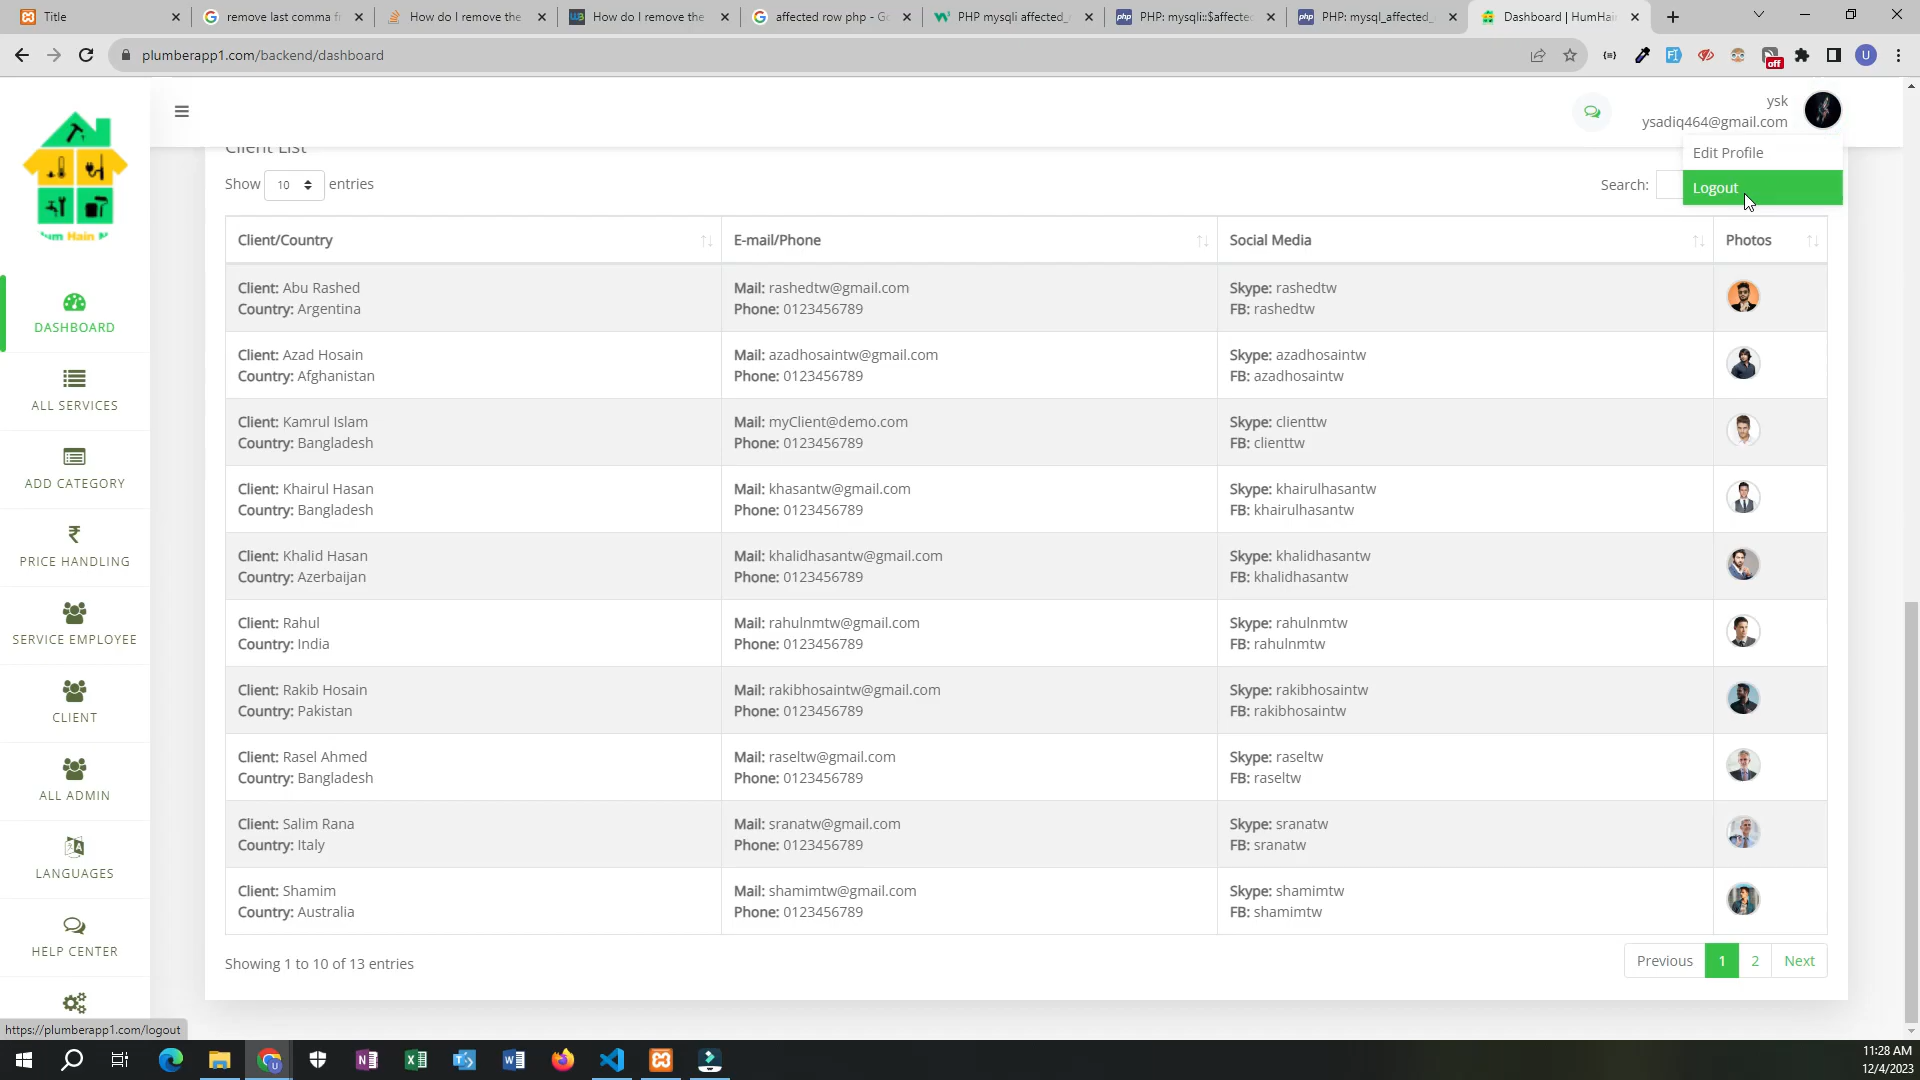 Title
remove last comma f
How do I remove the
How do I remove the
affected row php - Go
PHP mysqli affected_
PHP: mysqli::$affected
PHP: mysql_affected_
Dashboard | HumHain
plumberapp1.com/backend/dashboard
off
U
ysk
ysadiq464@gmail.com
Edit Profile
Logout
Hum Hain N
Client List
Show 10 entries
Search:
Client/Country E-mail/Phone Social Media Photos
Client: Abu Rashed Mail: rashedtw@gmail.com Skype: rashedtw
Country: Argentina Phone: 0123456789 FB: rashedtw
Client: Azad Hosain Mail: azadhosaintw@gmail.com Skype: azadhosaintw
Country: Afghanistan Phone: 0123456789 FB: azadhosaintw
Client: Kamrul Islam Mail: myClient@demo.com Skype: clienttw
Country: Bangladesh Phone: 0123456789 FB: clienttw
Client: Khairul Hasan Mail: khasantw@gmail.com Skype: khairulhasantw
Country: Bangladesh Phone: 0123456789 FB: khairulhasantw
Client: Khalid Hasan Mail: khalidhasantw@gmail.com Skype: khalidhasantw
Country: Azerbaijan Phone: 0123456789 FB: khalidhasantw
Client: Rahul Mail: rahulnmtw@gmail.com Skype: rahulnmtw
Country: India Phone: 0123456789 FB: rahulnmtw
Client: Rakib Hosain Mail: rakibhosaintw@gmail.com Skype: rakibhosaintw
Country: Pakistan Phone: 0123456789 FB: rakibhosaintw
Client: Rasel Ahmed Mail: raseltw@gmail.com Skype: raseltw
Country: Bangladesh Phone: 0123456789 FB: raseltw
Client: Salim Rana Mail: sranatw@gmail.com Skype: sranatw
Country: Italy Phone: 0123456789 FB: sranatw
Client: Shamim Mail: shamimtw@gmail.com Skype: shamimtw
Country: Australia Phone: 0123456789 FB: shamimtw
Showing 1 to 10 of 13 entries
Previous 1 2 Next
DASHBOARD
ALL SERVICES
ADD CATEGORY
PRICE HANDLING
SERVICE EMPLOYEE
CLIENT
ALL ADMIN
LANGUAGES
HELP CENTER
https://plumberapp1.com/logout
11:28 AM
12/4/2023